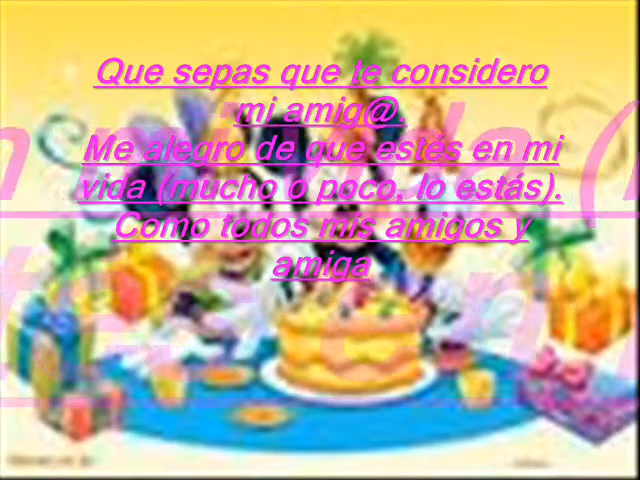 Que sepas que te considero
mi amig@.
Me alegro de que estés en mi
vida (mucho o poco, lo estás).
Como todos mis amigos y
amiga